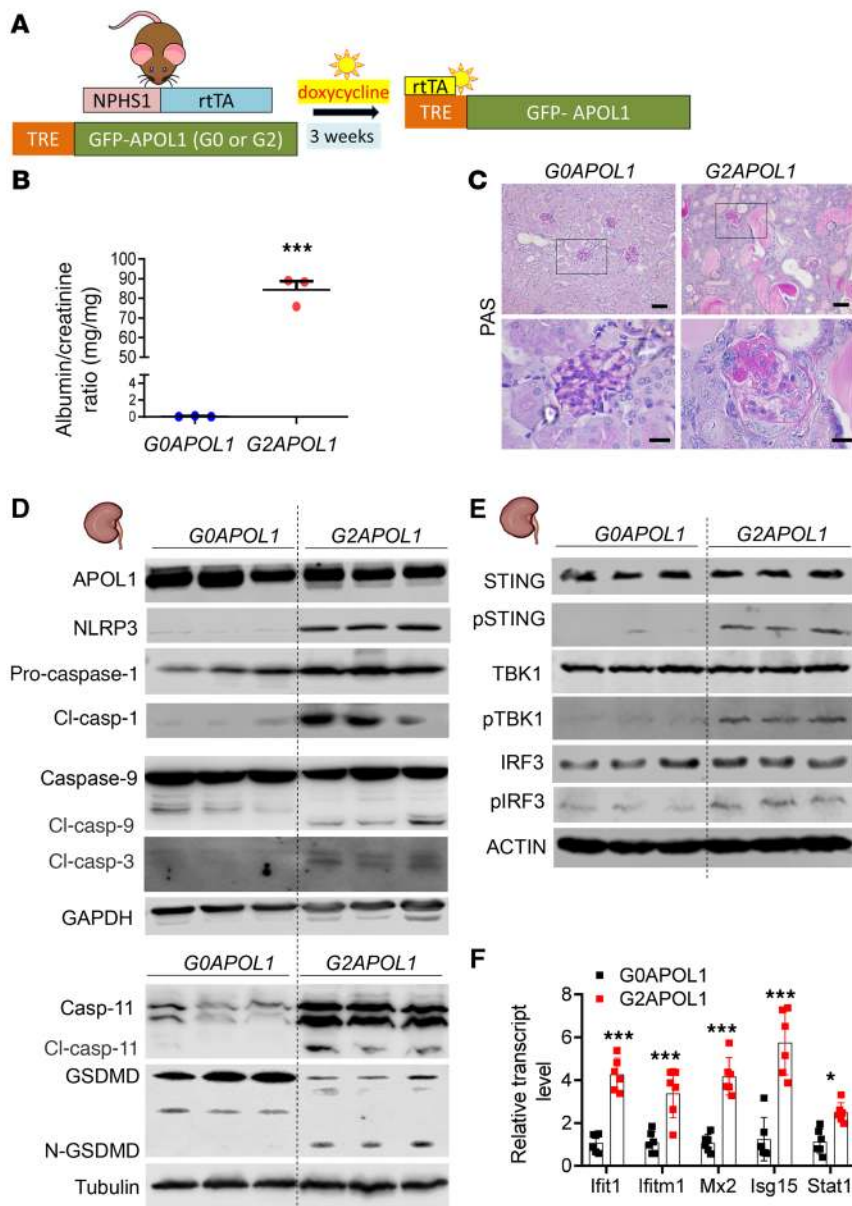 A
NPHS1 rtTA
TRE GFP-APOL1 (G0 or G2)
doxycycline
3 weeks
rtTA
TRE GFP- APOL1
B
Albumin/creatinine
ratio (mg/mg)
100
90
80
70
60
50
4
2
0
***
G0APOL1 G2APOL1
C
G0APOL1 G2APOL1
PAS
D
G0APOL1 G2APOL1
APOL1
NLRP3
Pro-caspase-1
Cl-casp-1
Caspase-9
Cl-casp-9
Cl-casp-3
GAPDH
G0APOL1 G2APOL1
Casp-11
Cl-casp-11
GSDMD
N-GSDMD
Tubulin
E
G0APOL1 G2APOL1
STING
pSTING
TBK1
pTBK1
IRF3
pIRF3
ACTIN
F
G0APOL1
G2APOL1
Relative transcript
level
8
6
4
2
0
*** *** *** *** *
Ifit1 Ifitm1 Mx2 Isg15 Stat1